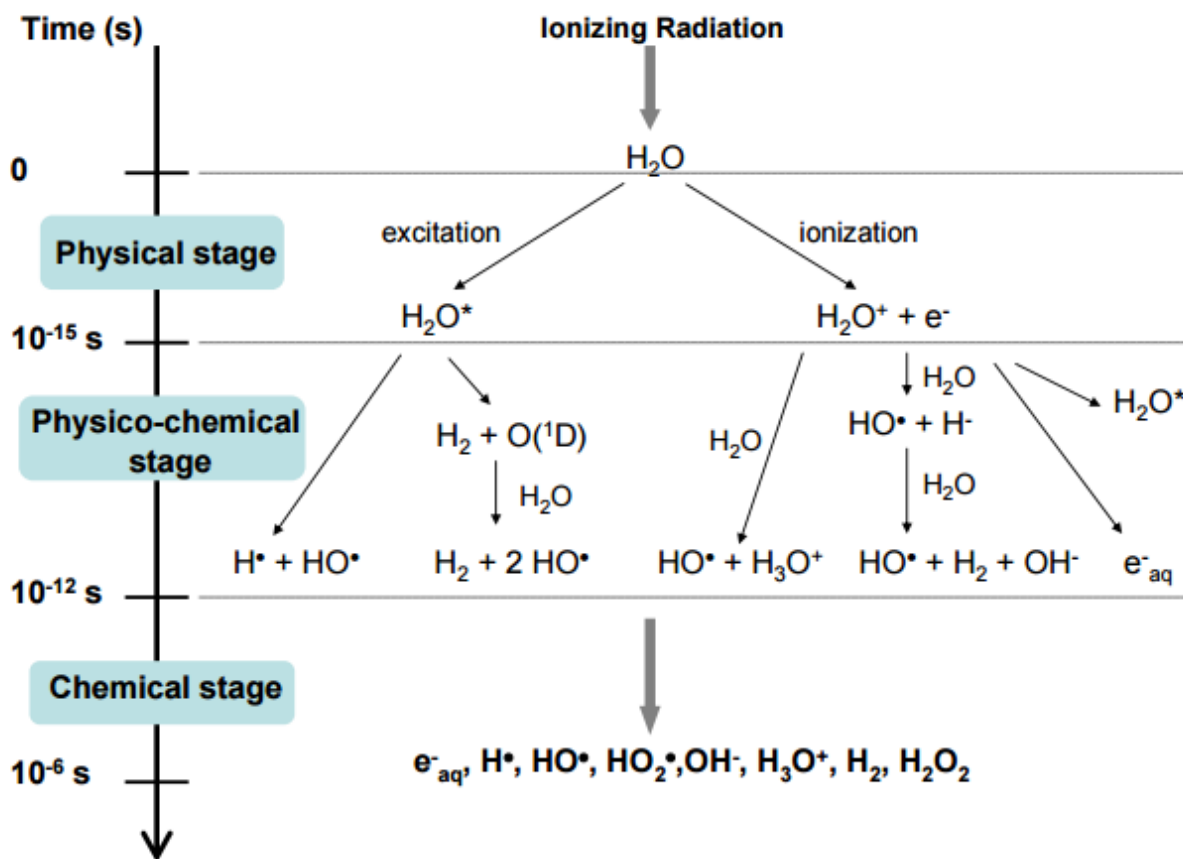 Time (s)
Ionizing Radiation
H₂O
0
excitation
ionization
Physical stage
H₂O*
H₂O⁺ + e⁻
10⁻¹⁵ s
H₂O
H₂O*
Physico-chemical
stage
H₂ + O(¹D)
H₂O
HO• + H⁻
H₂O
H₂O
H• + HO•
H₂ + 2 HO•
HO• + H₃O⁺
HO• + H₂ + OH⁻
e⁻aq
10⁻¹² s
Chemical stage
10⁻⁶ s
e⁻aq, H•, HO•, HO₂•,OH⁻, H₃O⁺, H₂, H₂O₂